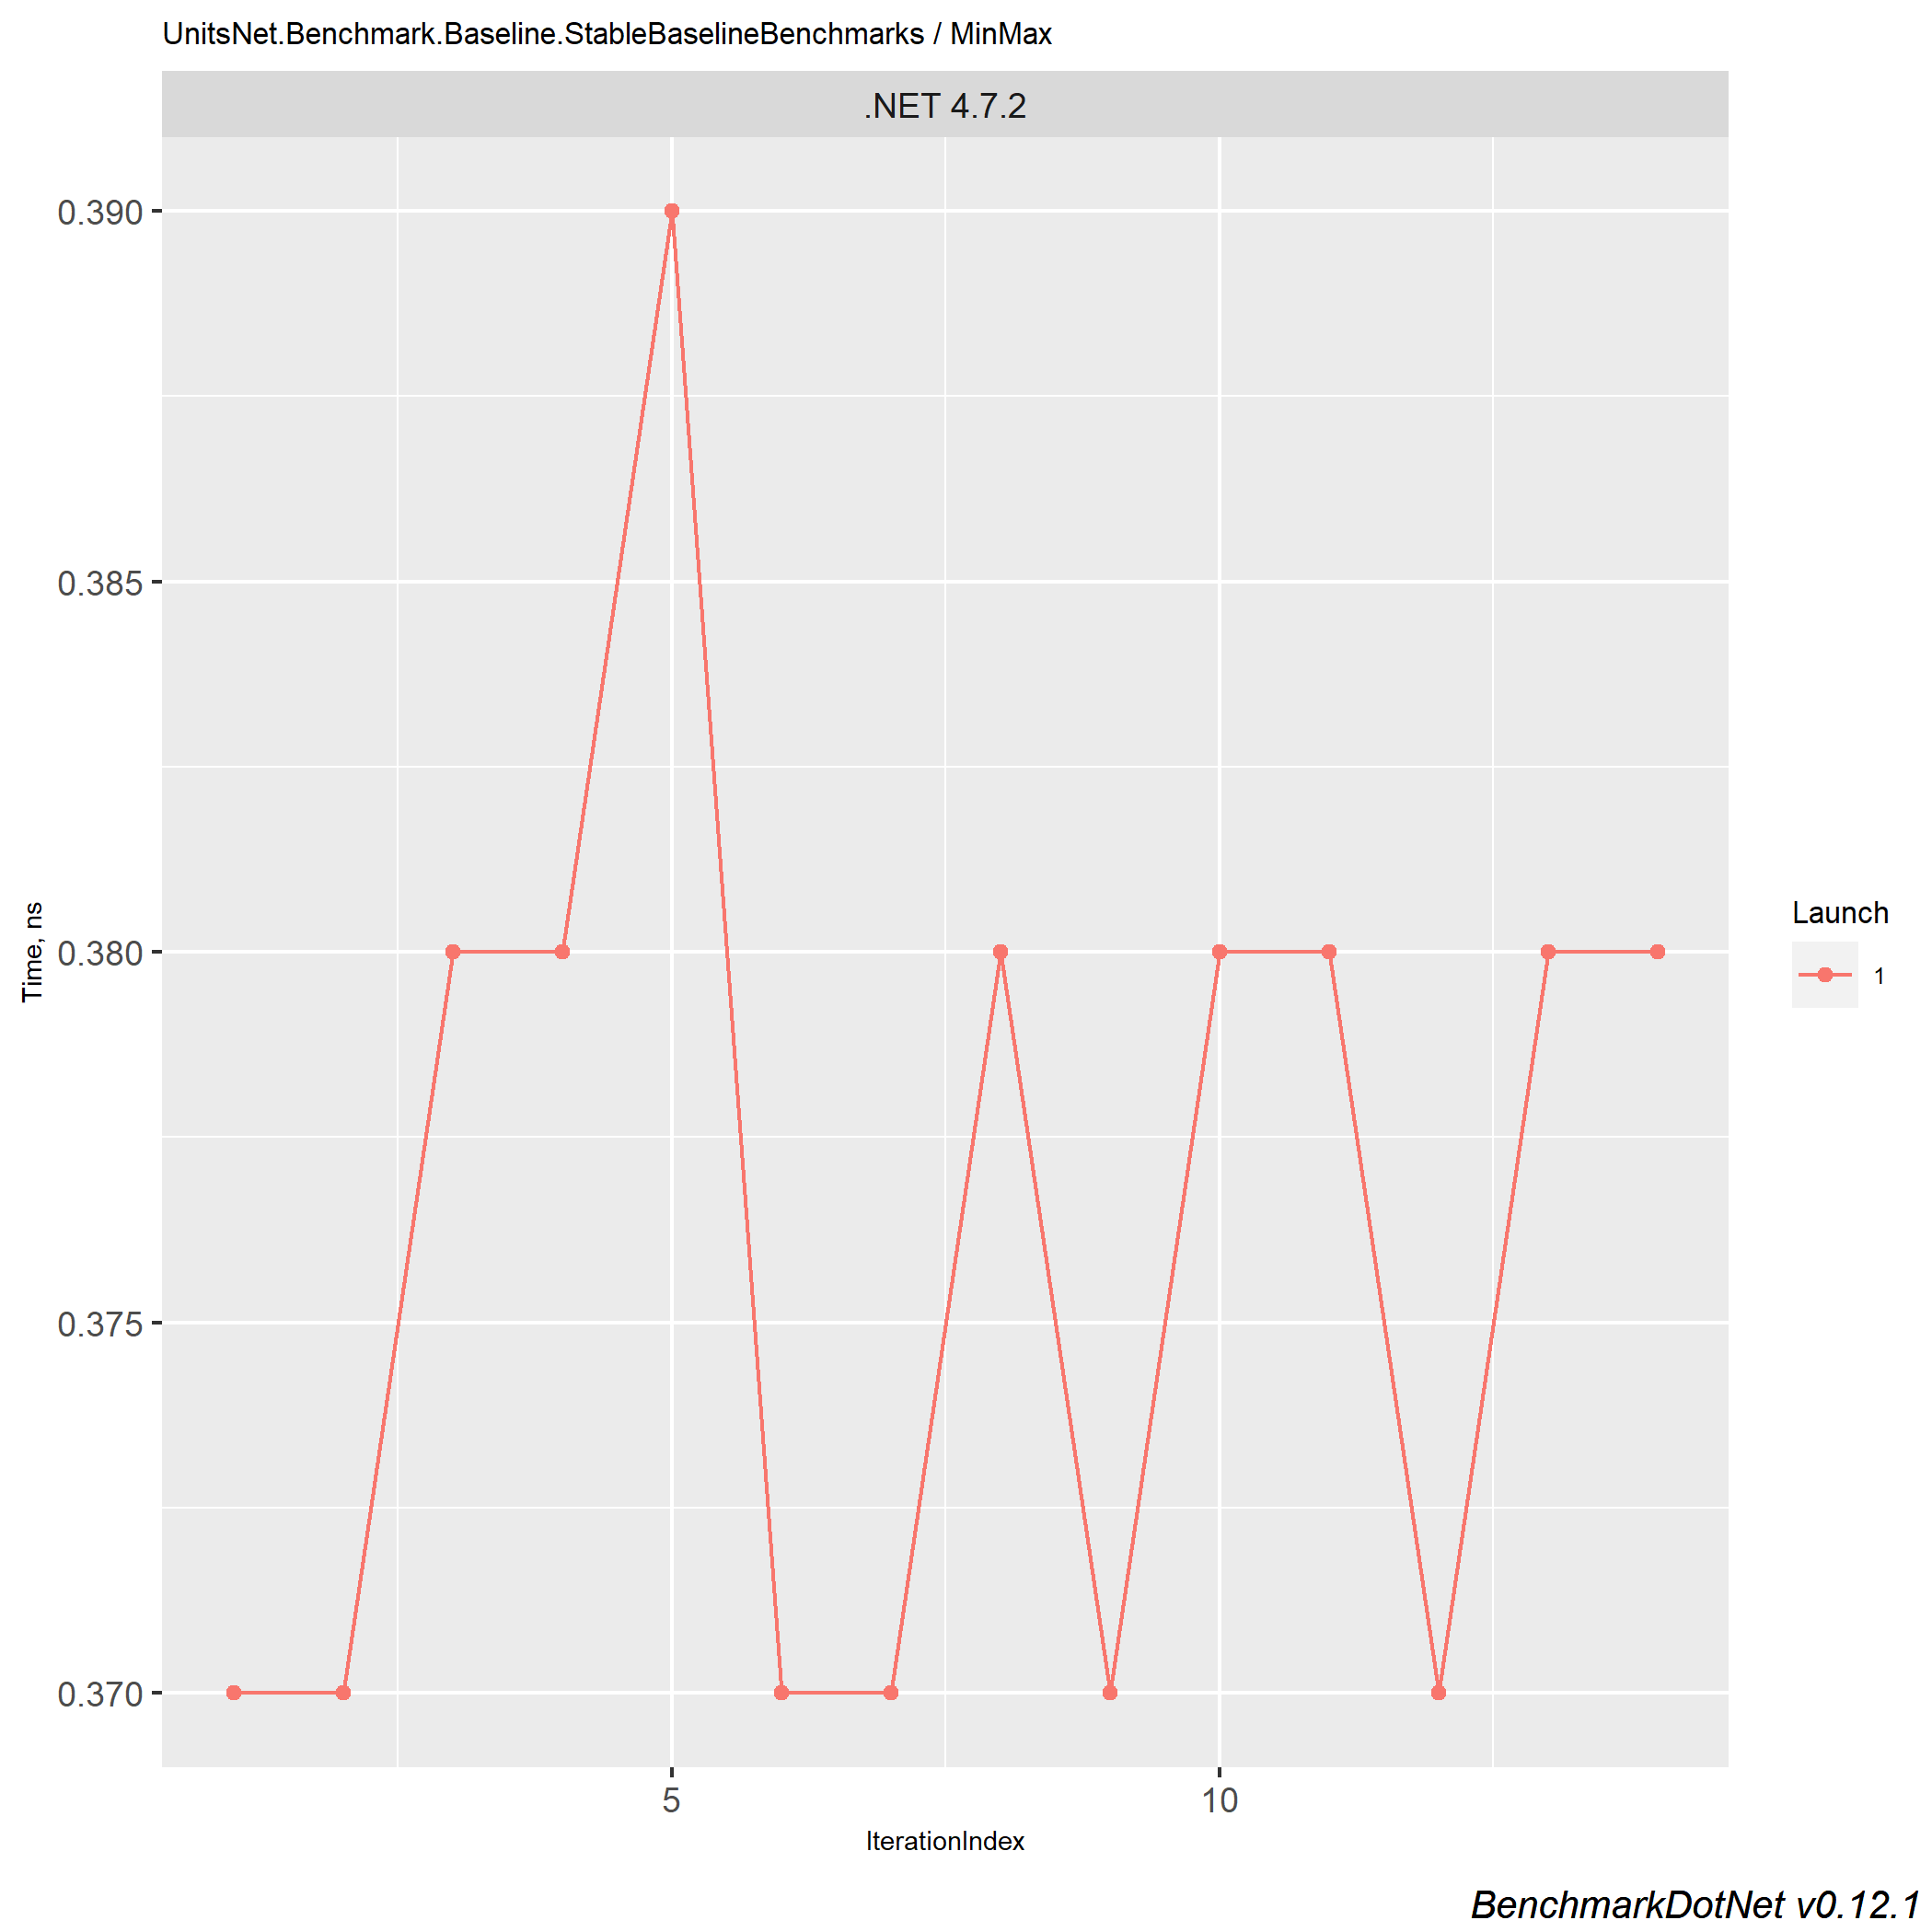 UnitsNet.Benchmark.Baseline.StableBaselineBenchmarks / MinMax
.NET 4.7.2
0.390
0.385
0.380
0.375
0.370
Time, ns
5
10
IterationIndex
Launch
1
BenchmarkDotNet v0.12.1